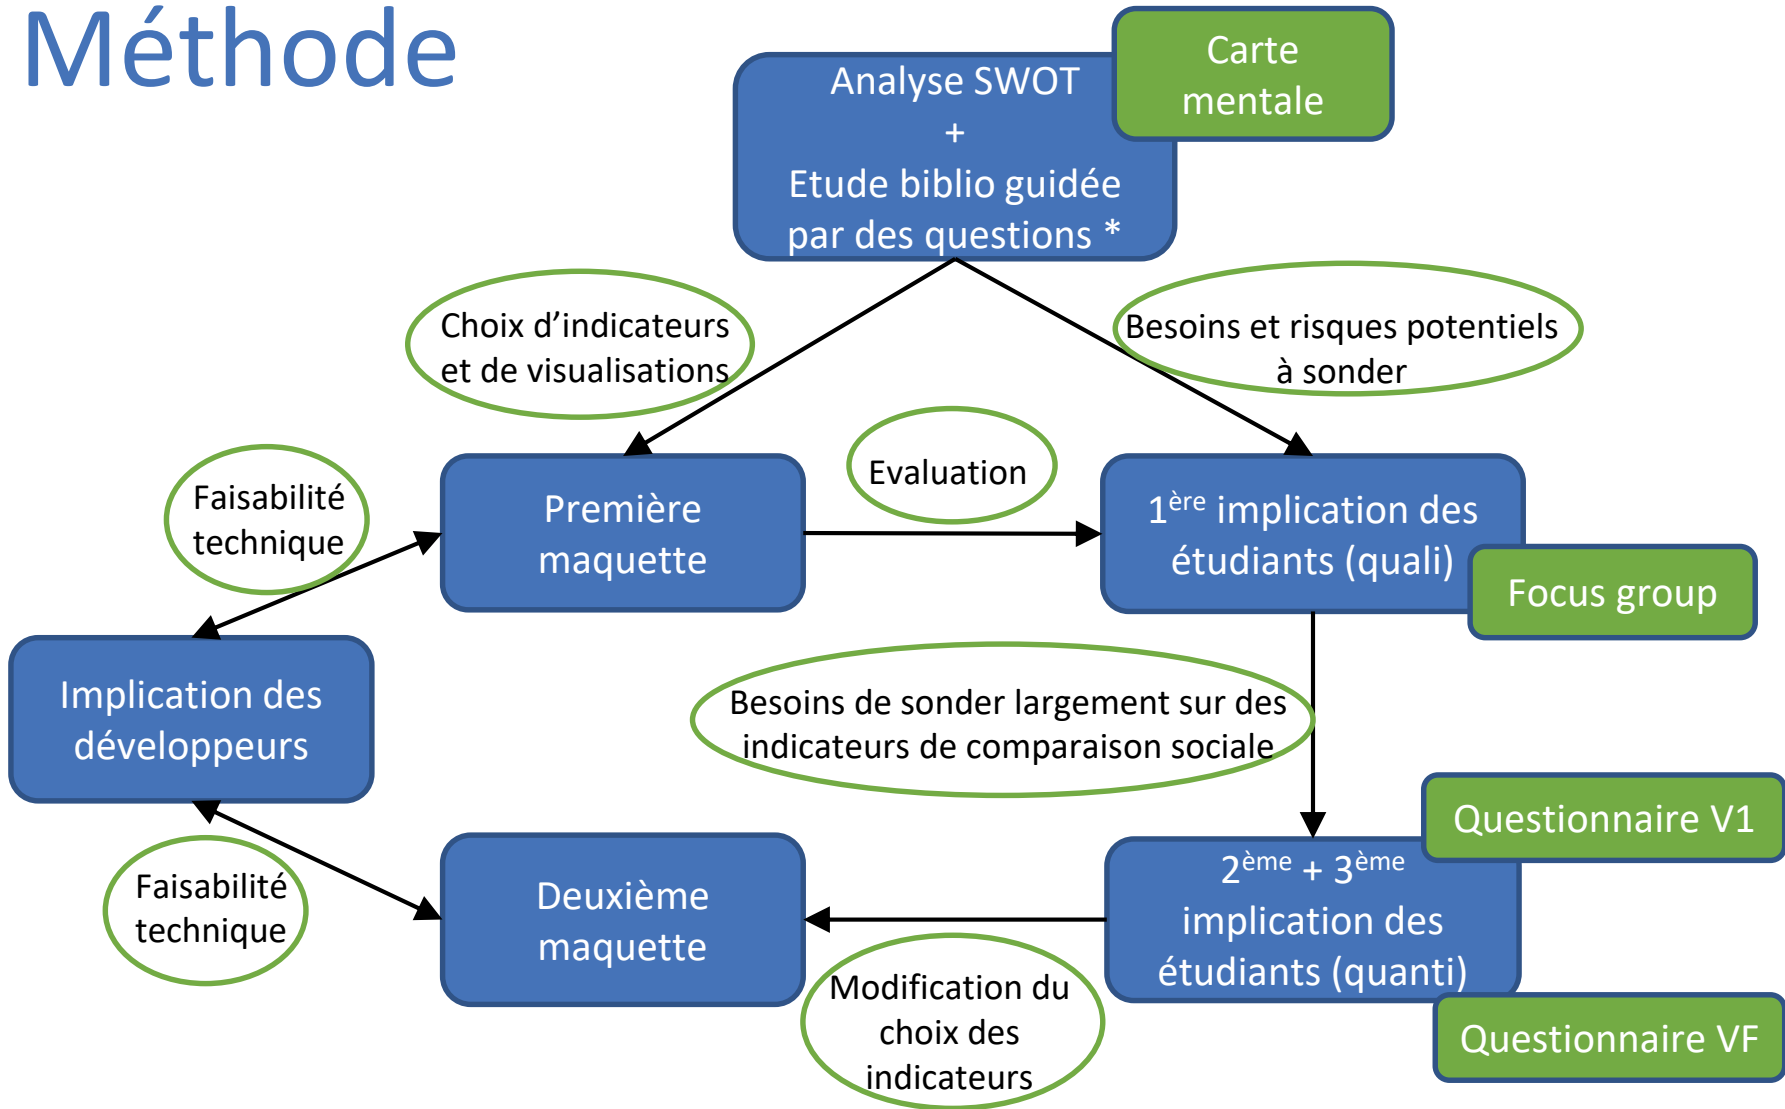 Méthode
Analyse SWOT
+
Etude biblio guidée
par des questions *
Carte
mentale
Choix d’indicateurs
et de visualisations
Besoins et risques potentiels
à sonder
Faisabilité
technique
Première
maquette
Evaluation
1ère implication des
étudiants (quali)
Focus group
Implication des
développeurs
Besoins de sonder largement sur des
indicateurs de comparaison sociale
Faisabilité
technique
Deuxième
maquette
Modification du
choix des
indicateurs
Questionnaire V1
2ème + 3ème
implication des
étudiants (quanti)
Questionnaire VF